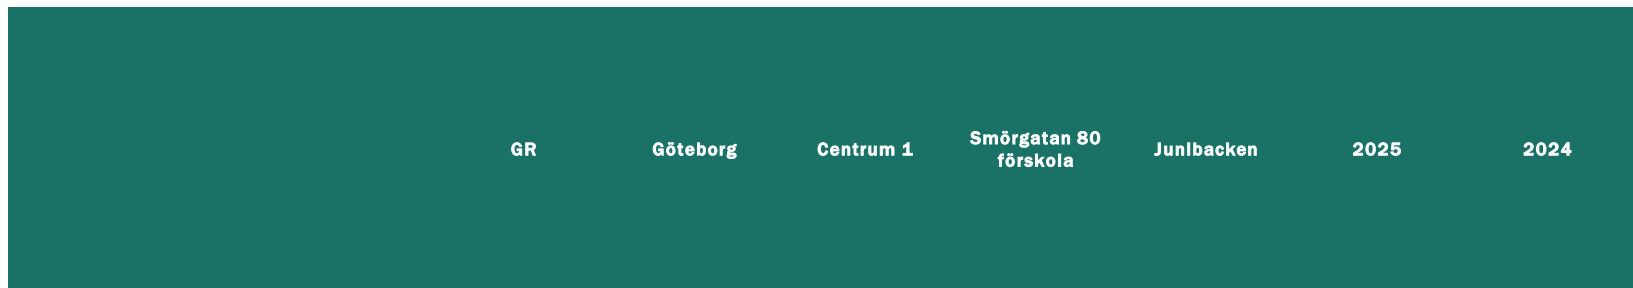 GR
Göteborg
Centrum 1
Smörgatan 80
förskola
Junibacken
2025
2024